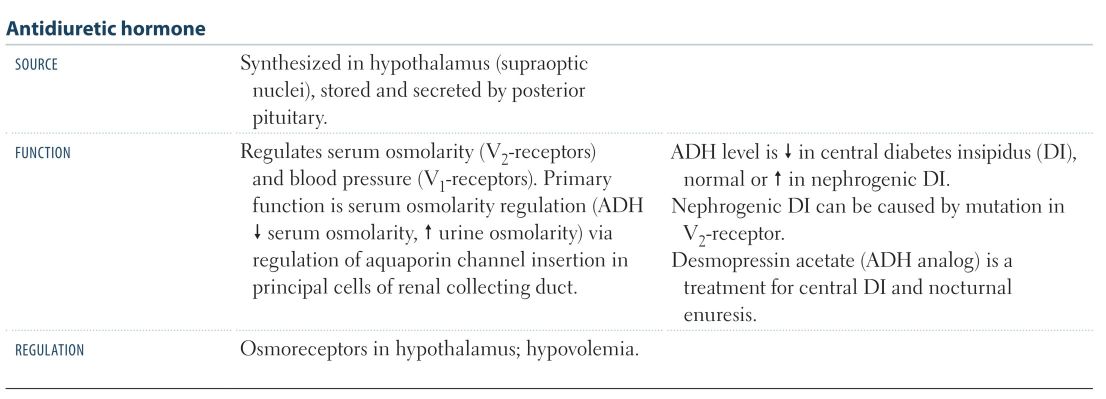 Antidiuretic hormone
SOURCE
Synthesized in hypothalamus (supraoptic
nuclei), stored and secreted by posterior
pituitary.
FUNCTION
Regulates serum osmolarity (V₂-receptors)
and blood pressure (V₁-receptors). Primary
function is serum osmolarity regulation (ADH
↓ serum osmolarity, ↑ urine osmolarity) via
regulation of aquaporin channel insertion in
principal cells of renal collecting duct.
ADH level is ↓ in central diabetes insipidus (DI),
normal or ↑ in nephrogenic DI.
Nephrogenic DI can be caused by mutation in
V₂-receptor.
Desmopressin acetate (ADH analog) is a
treatment for central DI and nocturnal
enuresis.
REGULATION
Osmoreceptors in hypothalamus; hypovolemia.